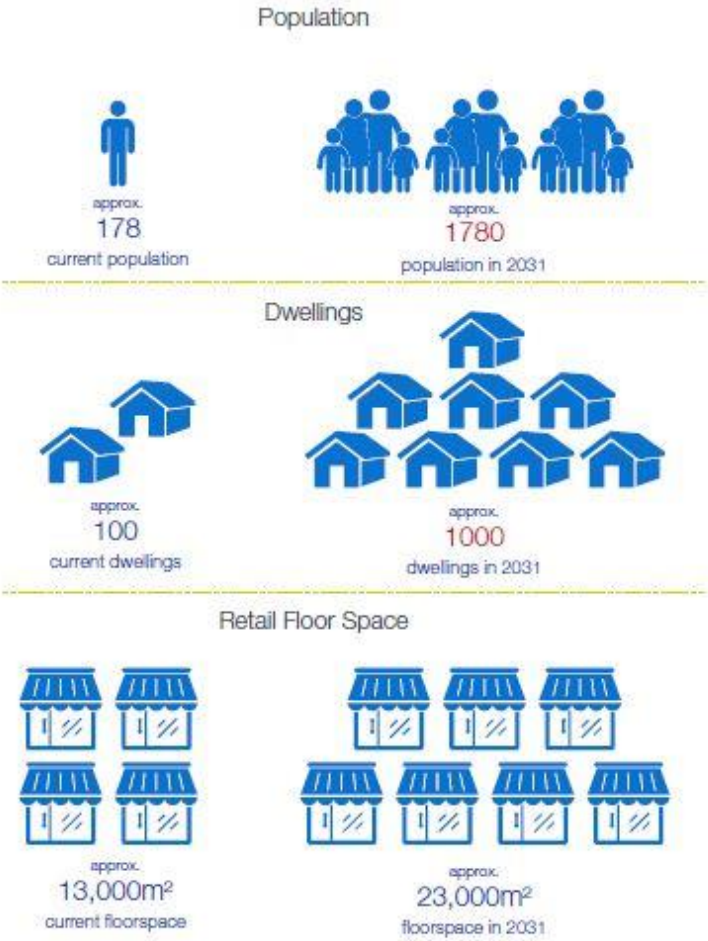 Population
approx.
178
current population
approx.
1780
population in 2031
Dwellings
approx.
100
current dwellings
approx.
1000
dwellings in 2031
Retail Floor Space
approx.
13,000m²
current floorspace
approx.
23,000m²
floorspace in 2031